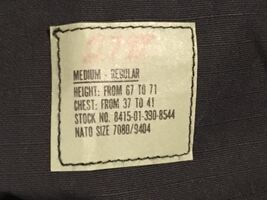 MEDIUM - REGULAR
HEIGHT: FROM 67 TO 71
CHEST: FROM 37 TO 41
STOCK NO. 8415-01-390-8544
NATO SIZE 7080/9404